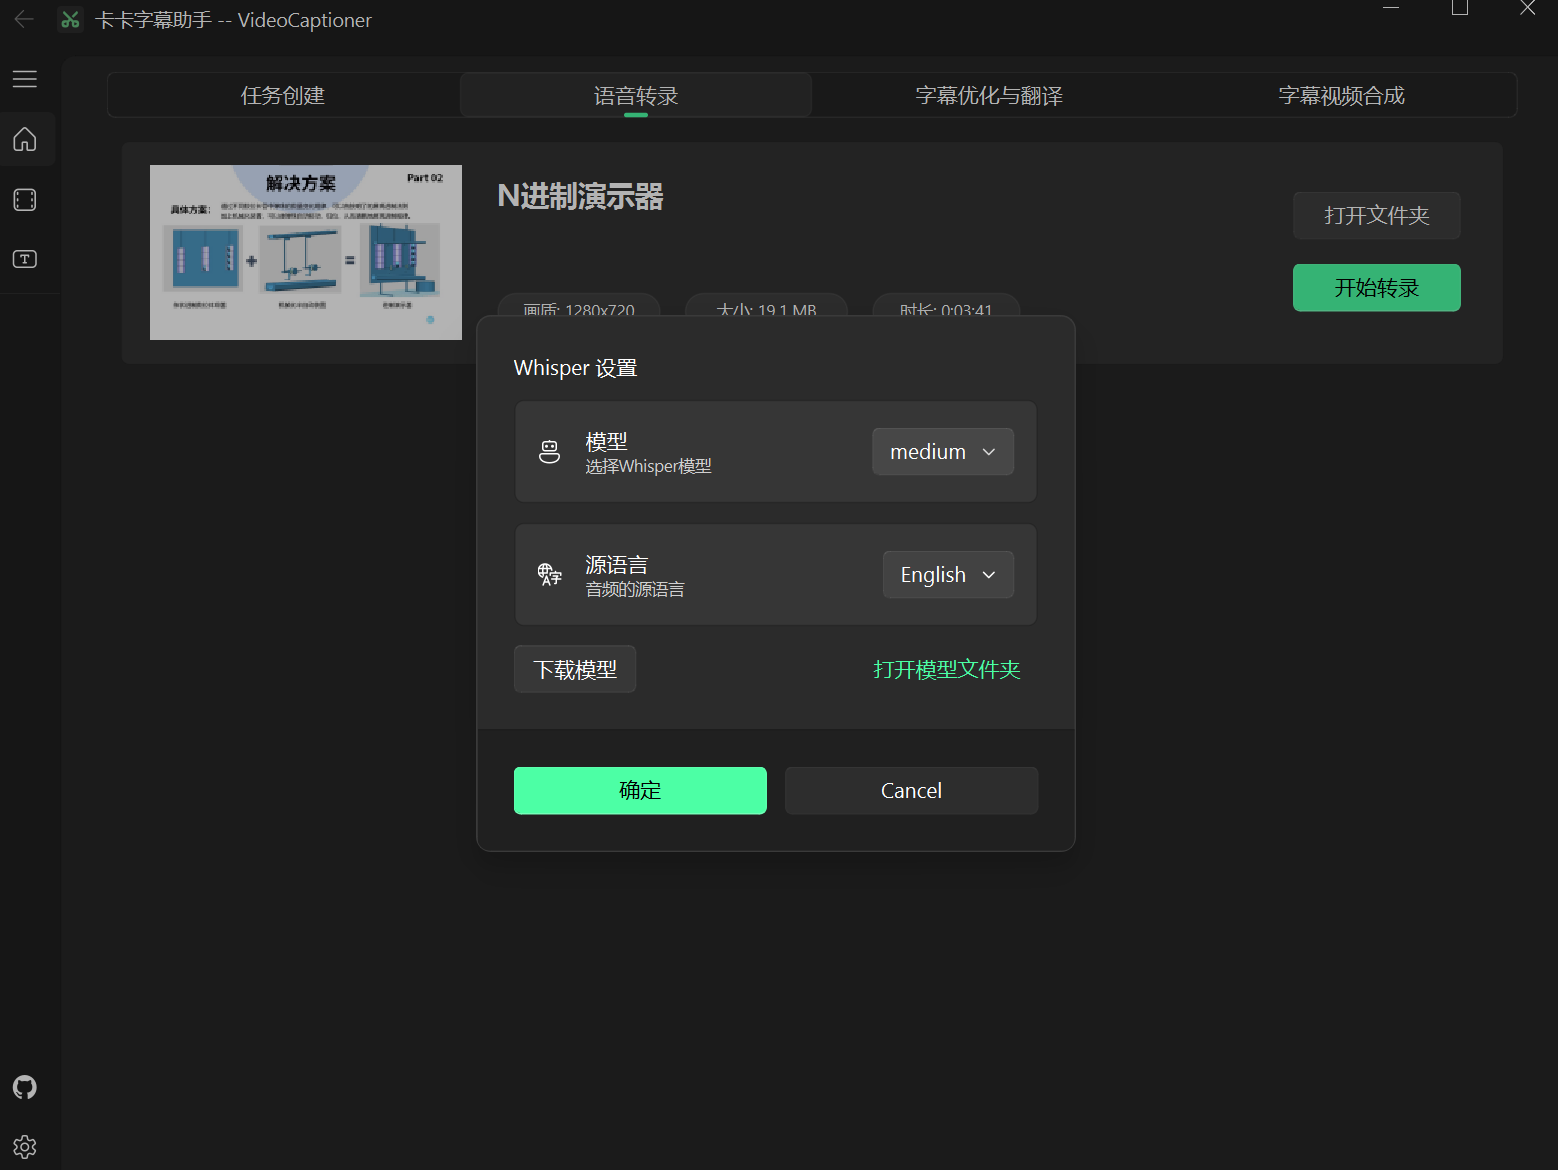 卡卡字幕助手 -- VideoCaptioner
任务创建
语音转录
字幕优化与翻译
字幕视频合成
解决方案
Part 02
具体方案：
N进制演示器
打开文件夹
开始转录
画质: 1280x720
大小: 19.1 MB
时长: 0:03:41
Whisper 设置
模型
选择Whisper模型
medium
源语言
音频的源语言
English
下载模型
打开模型文件夹
确定
Cancel